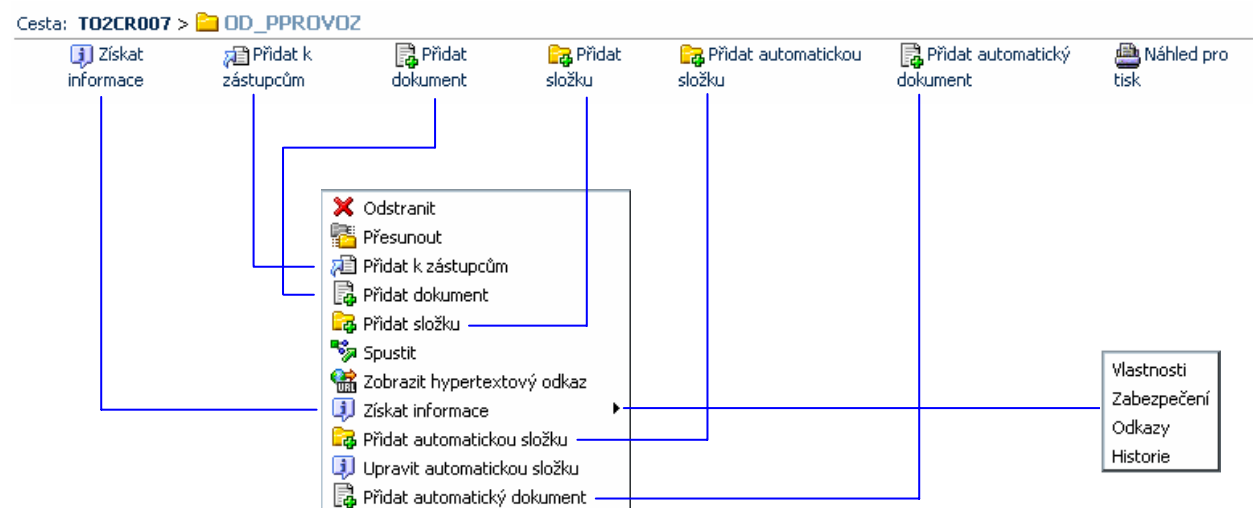 Cesta: TO2CR007 > OD_PPROVOZ
Získat informace
Přidat k zástupcům
Přidat dokument
Přidat složku
Přidat automatickou složku
Přidat automatický dokument
Náhled pro tisk
Odstranit
Přesunout
Přidat k zástupcům
Přidat dokument
Přidat složku
Spustit
URL
Zobrazit hypertextový odkaz
Získat informace
Přidat automatickou složku
Upravit automatickou složku
Přidat automatický dokument
Vlastnosti
Zabezpečení
Odkazy
Historie